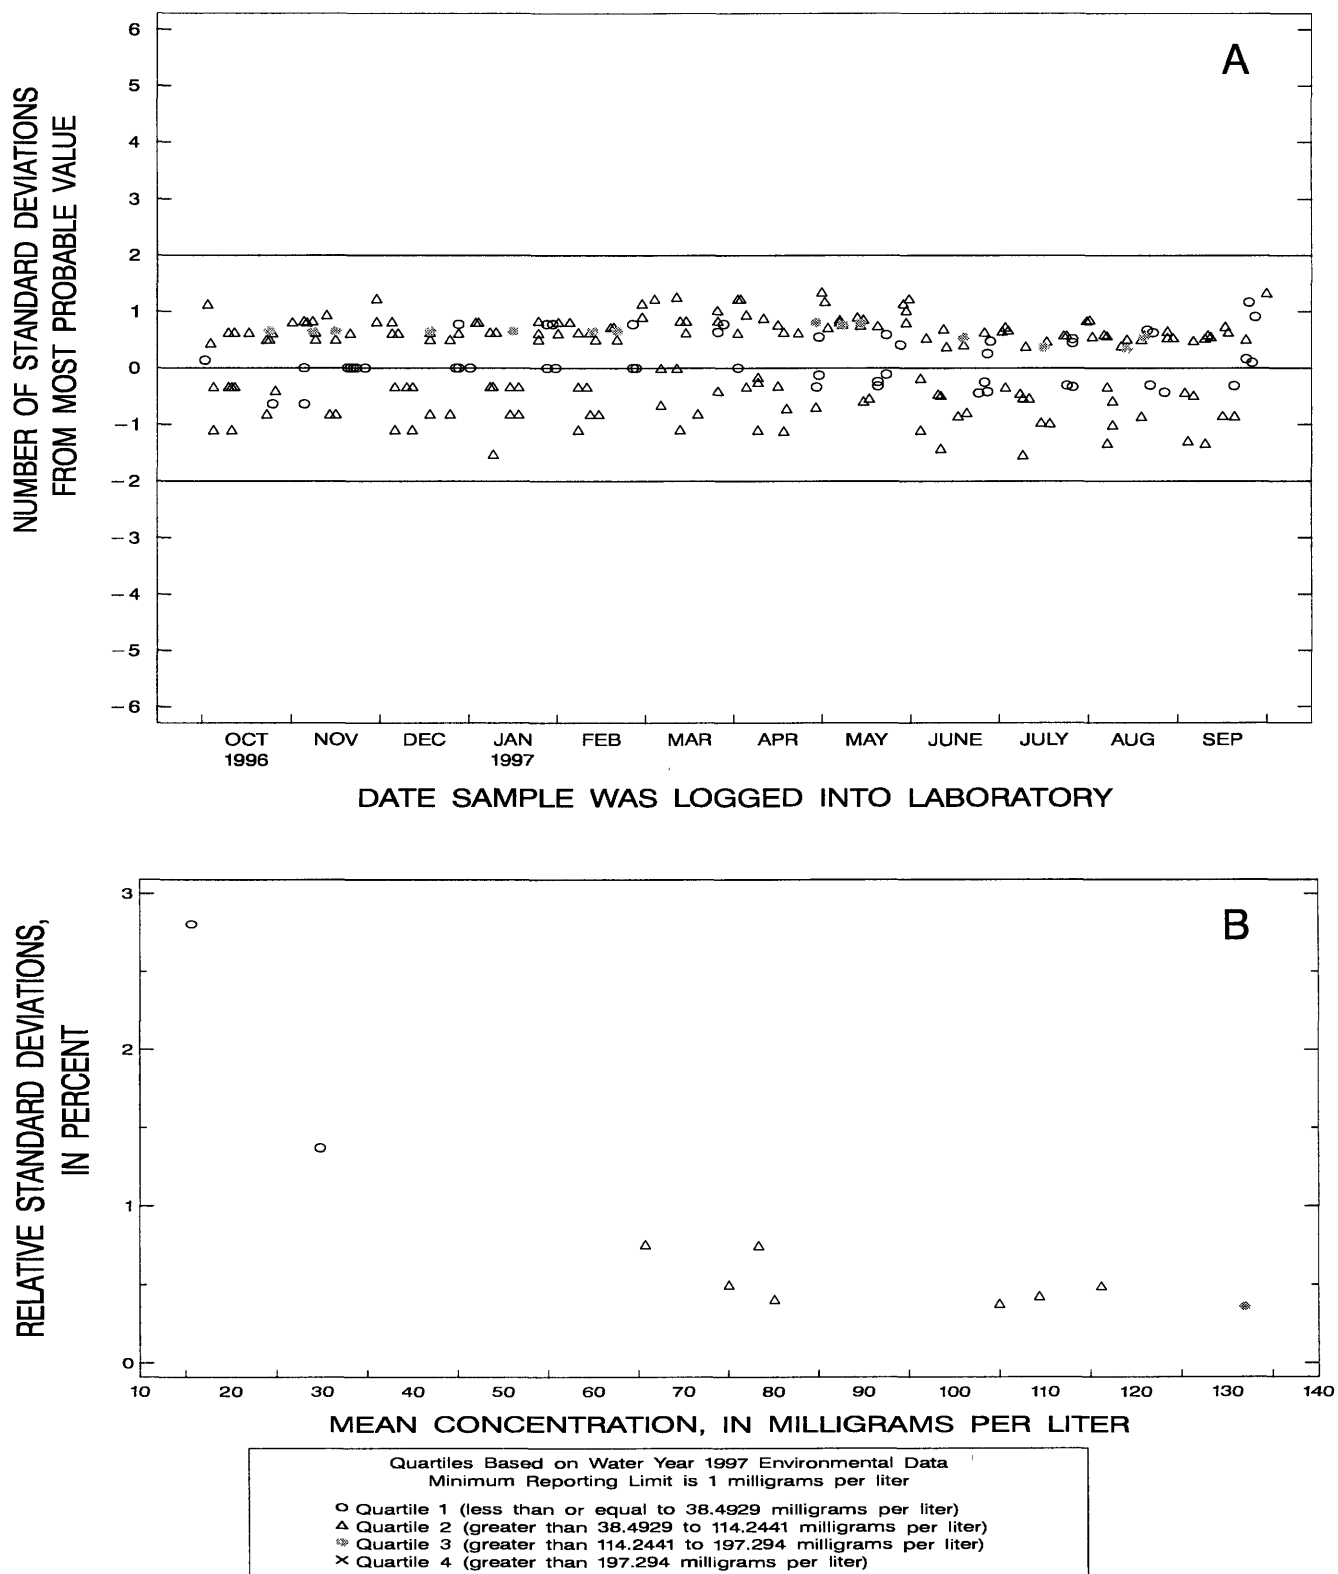 A
NUMBER OF STANDARD DEVIATIONS
FROM MOST PROBABLE VALUE
6
5
4
3
2
1
0
−1
−2
−3
−4
−5
−6
OCT NOV DEC JAN FEB MAR APR MAY JUNE JULY AUG SEP
1996 1997
DATE SAMPLE WAS LOGGED INTO LABORATORY
B
RELATIVE STANDARD DEVIATIONS,
IN PERCENT
3
2
1
0
10 20 30 40 50 60 70 80 90 100 110 120 130 140
MEAN CONCENTRATION, IN MILLIGRAMS PER LITER
Quartiles Based on Water Year 1997 Environmental Data
Minimum Reporting Limit is 1 milligrams per liter
Quartile 1 (less than or equal to 38.4929 milligrams per liter)
Quartile 2 (greater than 38.4929 to 114.2441 milligrams per liter)
Quartile 3 (greater than 114.2441 to 197.294 milligrams per liter)
Quartile 4 (greater than 197.294 milligrams per liter)